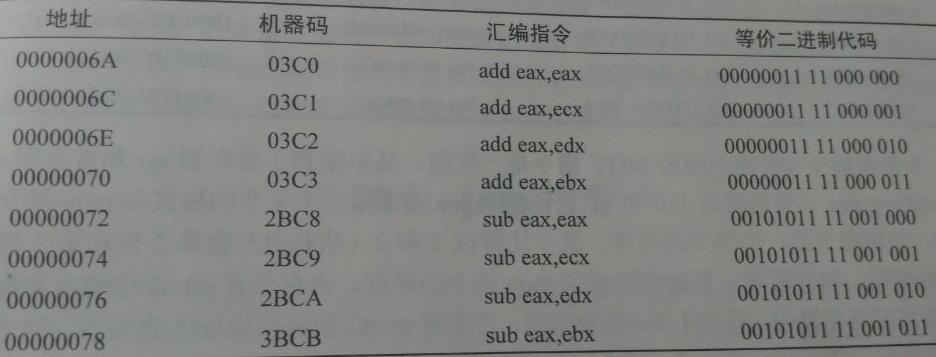 地址 机器码 汇编指令 等价二进制代码
0000006A 03C0 add eax,eax 00000011 11 000 000
0000006C 03C1 add eax,ecx 00000011 11 000 001
0000006E 03C2 add eax,edx 00000011 11 000 010
00000070 03C3 add eax,ebx 00000011 11 000 011
00000072 2BC8 sub eax,eax 00101011 11 001 000
00000074 2BC9 sub eax,ecx 00101011 11 001 001
00000076 2BCA sub eax,edx 00101011 11 001 010
00000078 3BCB sub eax,ebx 00101011 11 001 011